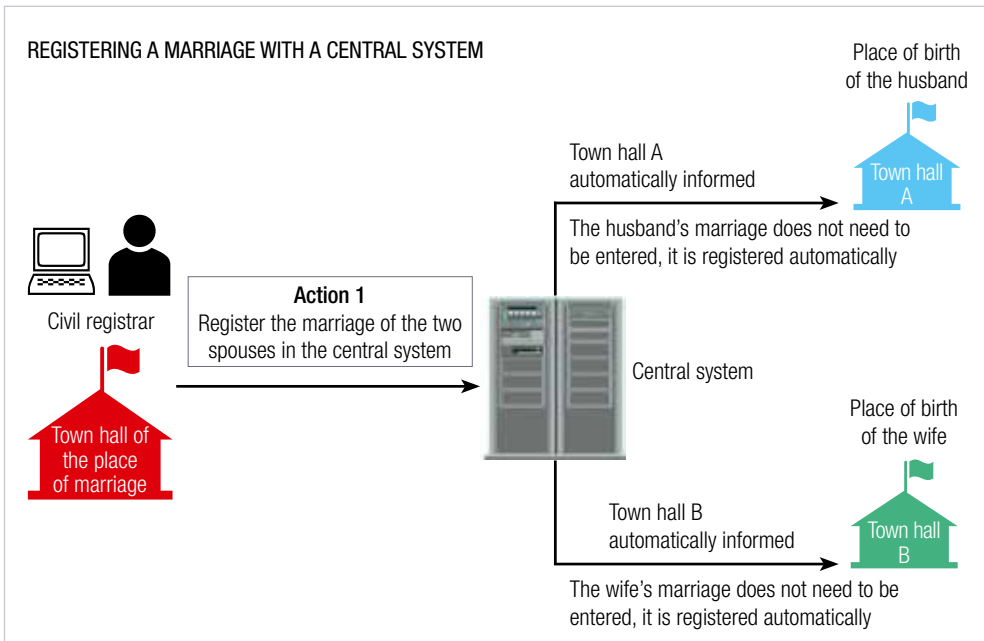 REGISTERING A MARRIAGE WITH A CENTRAL SYSTEM
Place of birth
of the husband
Town hall
A
Town hall A
automatically informed
The husband’s marriage does not need to
be entered, it is registered automatically
Civil registrar
Action 1
Register the marriage of the two
spouses in the central system
Central system
Town hall of
the place
of marriage
Place of birth
of the wife
Town hall
B
Town hall B
automatically informed
The wife’s marriage does not need to be
entered, it is registered automatically